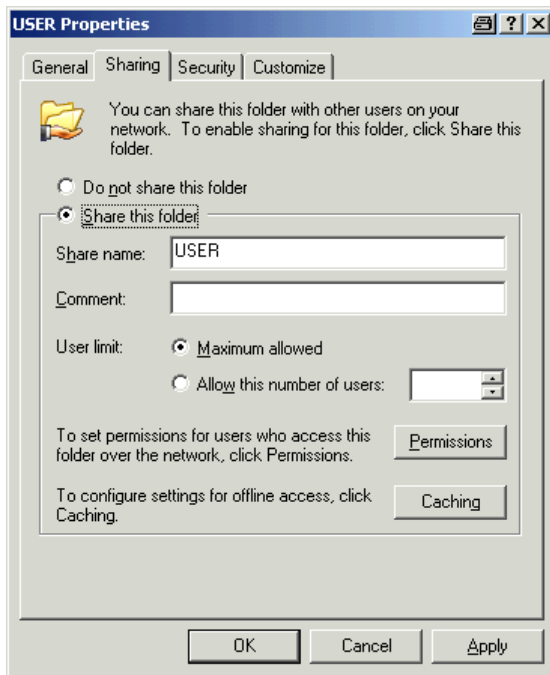 USER Properties
General Sharing Security Customize
You can share this folder with other users on your
network. To enable sharing for this folder, click Share this
folder.
Do not share this folder
Share this folder
Share name: USER
Comment:
User limit: Maximum allowed
Allow this number of users:
To set permissions for users who access this
folder over the network, click Permissions.
Permissions
To configure settings for offline access, click
Caching.
Caching
OK Cancel Apply